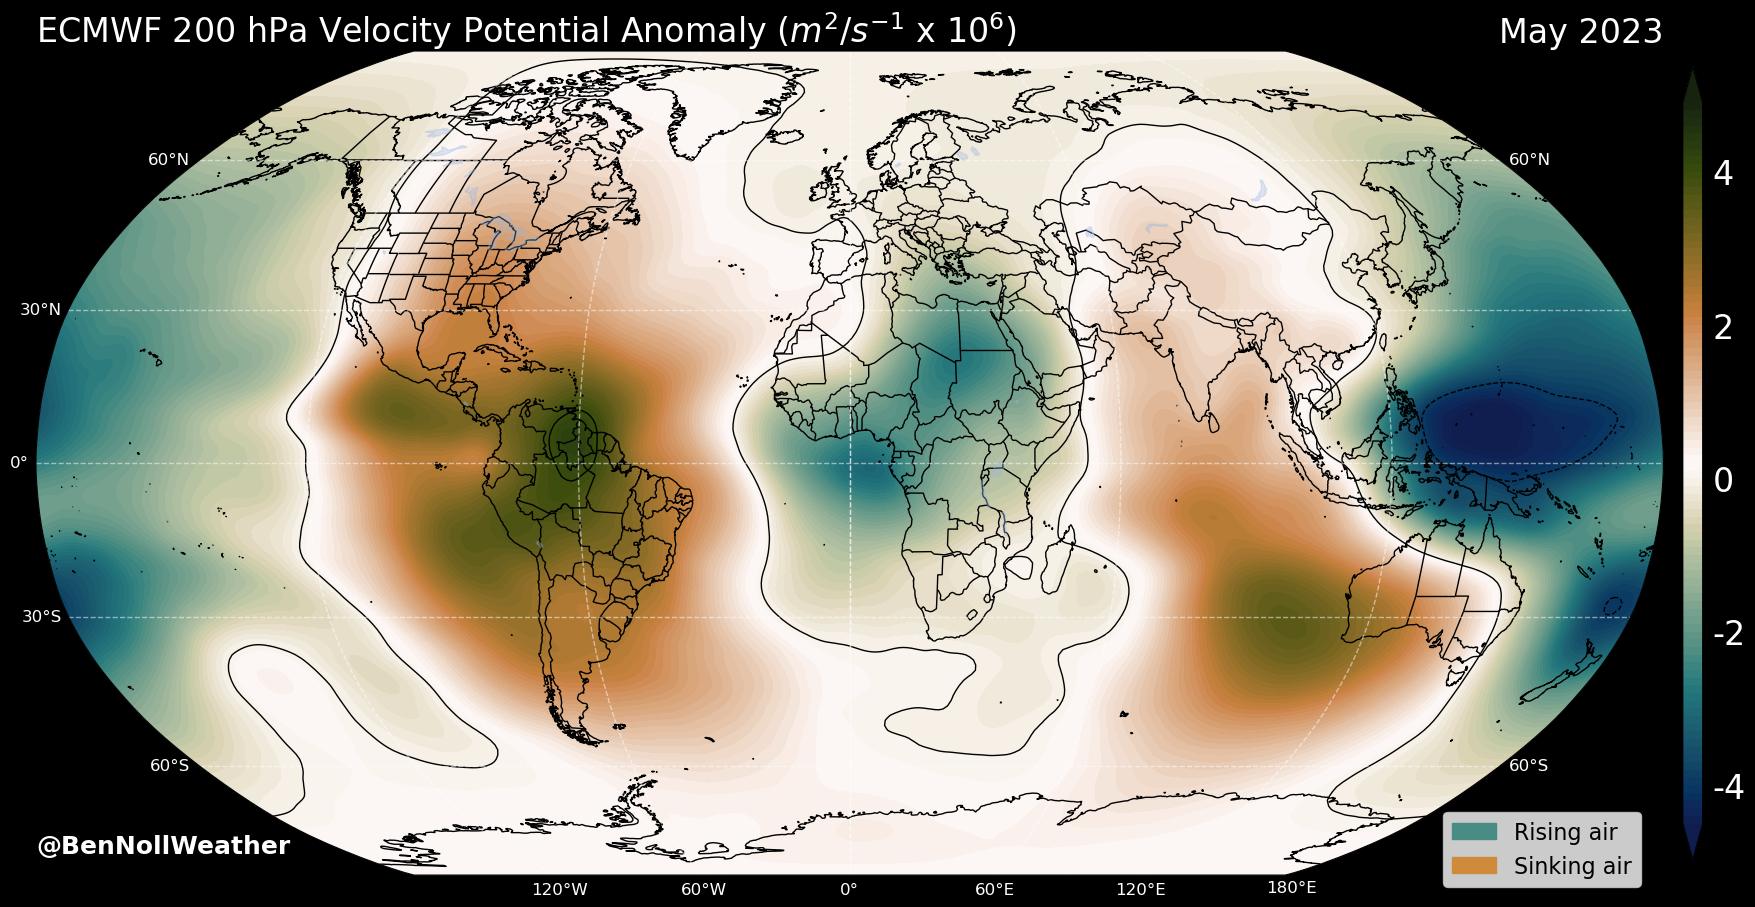 ECMWF 200 hPa Velocity Potential Anomaly (m²/s⁻¹ x 10⁶)
May 2023
60°N
60°N
4
30°N
2
0°
0
30°S
-2
60°S
60°S
-4
Rising air
@BenNollWeather
Sinking air
120°W 60°W 0° 60°E 120°E 180°E